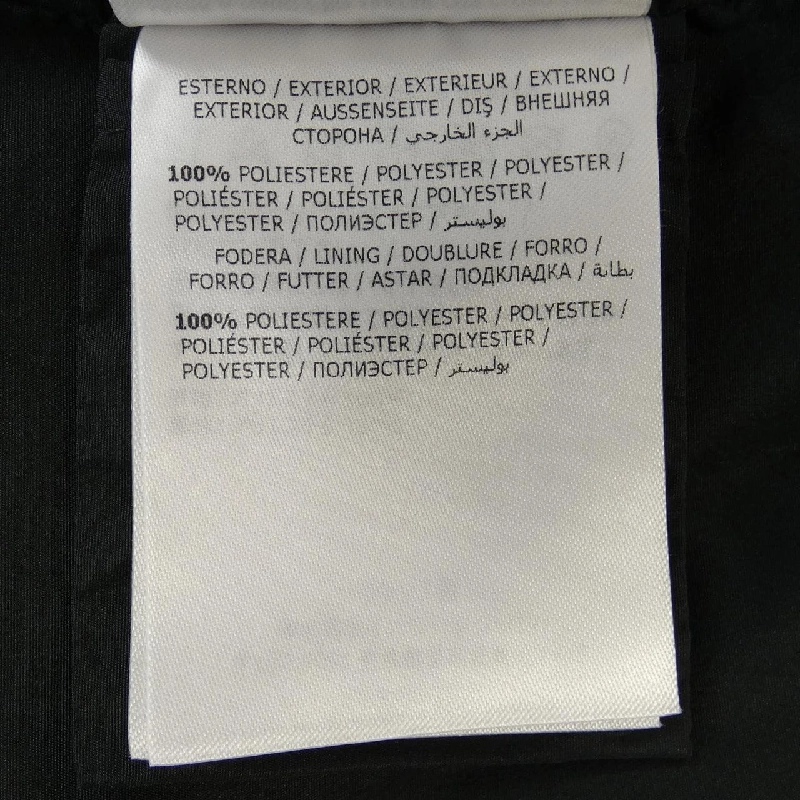 ESTERNO / EXTERIOR / EXTERIEUR / EXTERNO /
EXTERIOR / AUSSENSEITE / DIŞ / ВНЕШНЯЯ
СТОРОНА / الجزء الخارجي
100% POLIESTERE / POLYESTER / POLYESTER /
POLIÉSTER / POLIÉSTER / POLYESTER /
POLYESTER / ПОЛИЭСТЕР / بوليستر
FODERA / LINING / DOUBLURE / FORRO /
FORRO / FUTTER / ASTAR / ПОДКЛАДКА / بطانة
100% POLIESTERE / POLYESTER / POLYESTER /
POLIÉSTER / POLIÉSTER / POLYESTER /
POLYESTER / ПОЛИЭСТЕР / بوليستر